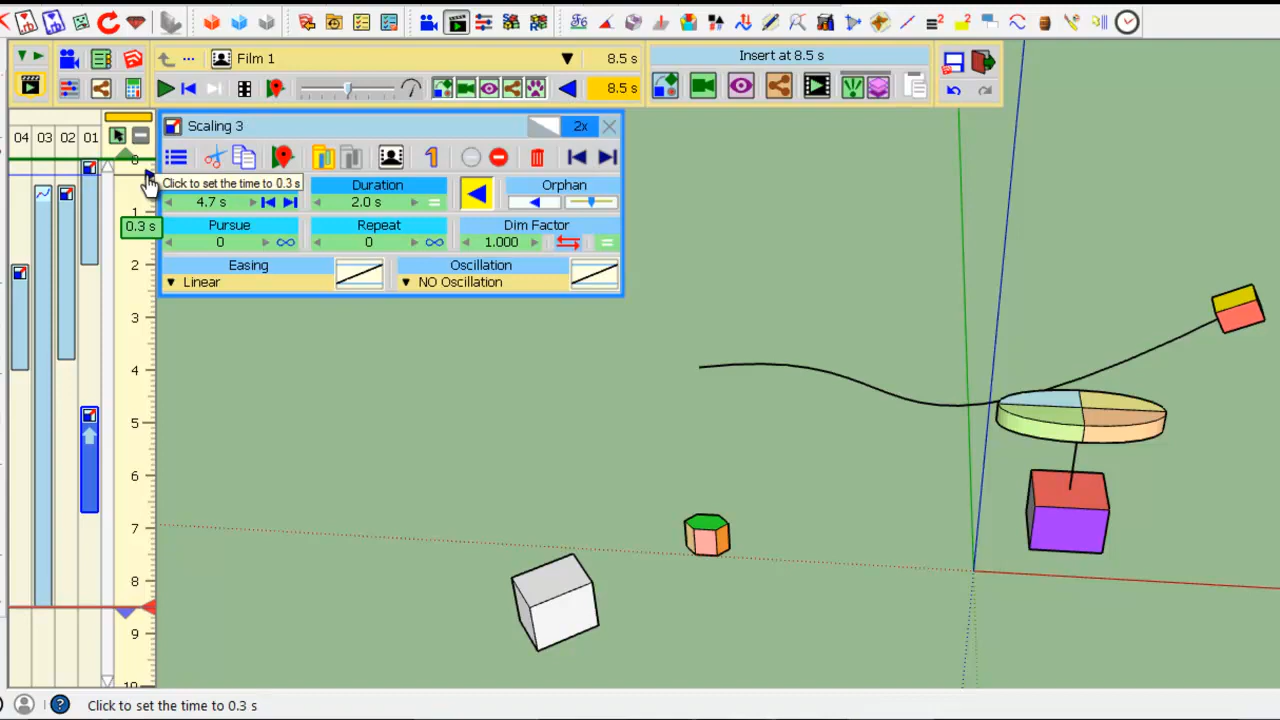 Film 1
8.5 s
Insert at 8.5 s
8.5 s
04 03 02 01
Scaling 3
2x
0
Click to set the time to 0.3 s
Duration
Orphan
4.7 s
2.0 s
1
0.3 s
Pursue
Repeat
Dim Factor
0
0
1.000
2
Easing
Oscillation
Linear
NO Oscillation
3
4
5
6
7
8
9
10
Click to set the time to 0.3 s